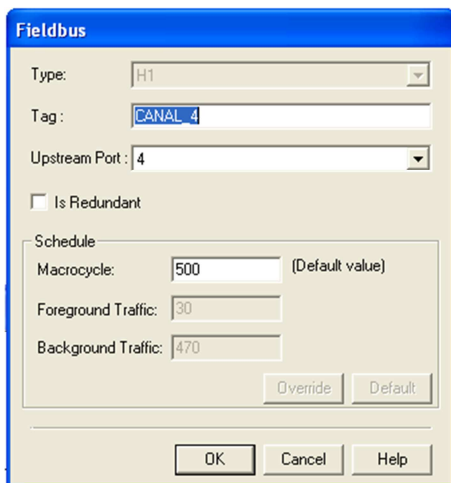 Fieldbus
Type: H1
Tag : CANAL_4
Upstream Port : 4
Is Redundant
Schedule
Macrocycle: 500 (Default value)
Foreground Traffic: 30
Background Traffic: 470
Override Default
OK Cancel Help